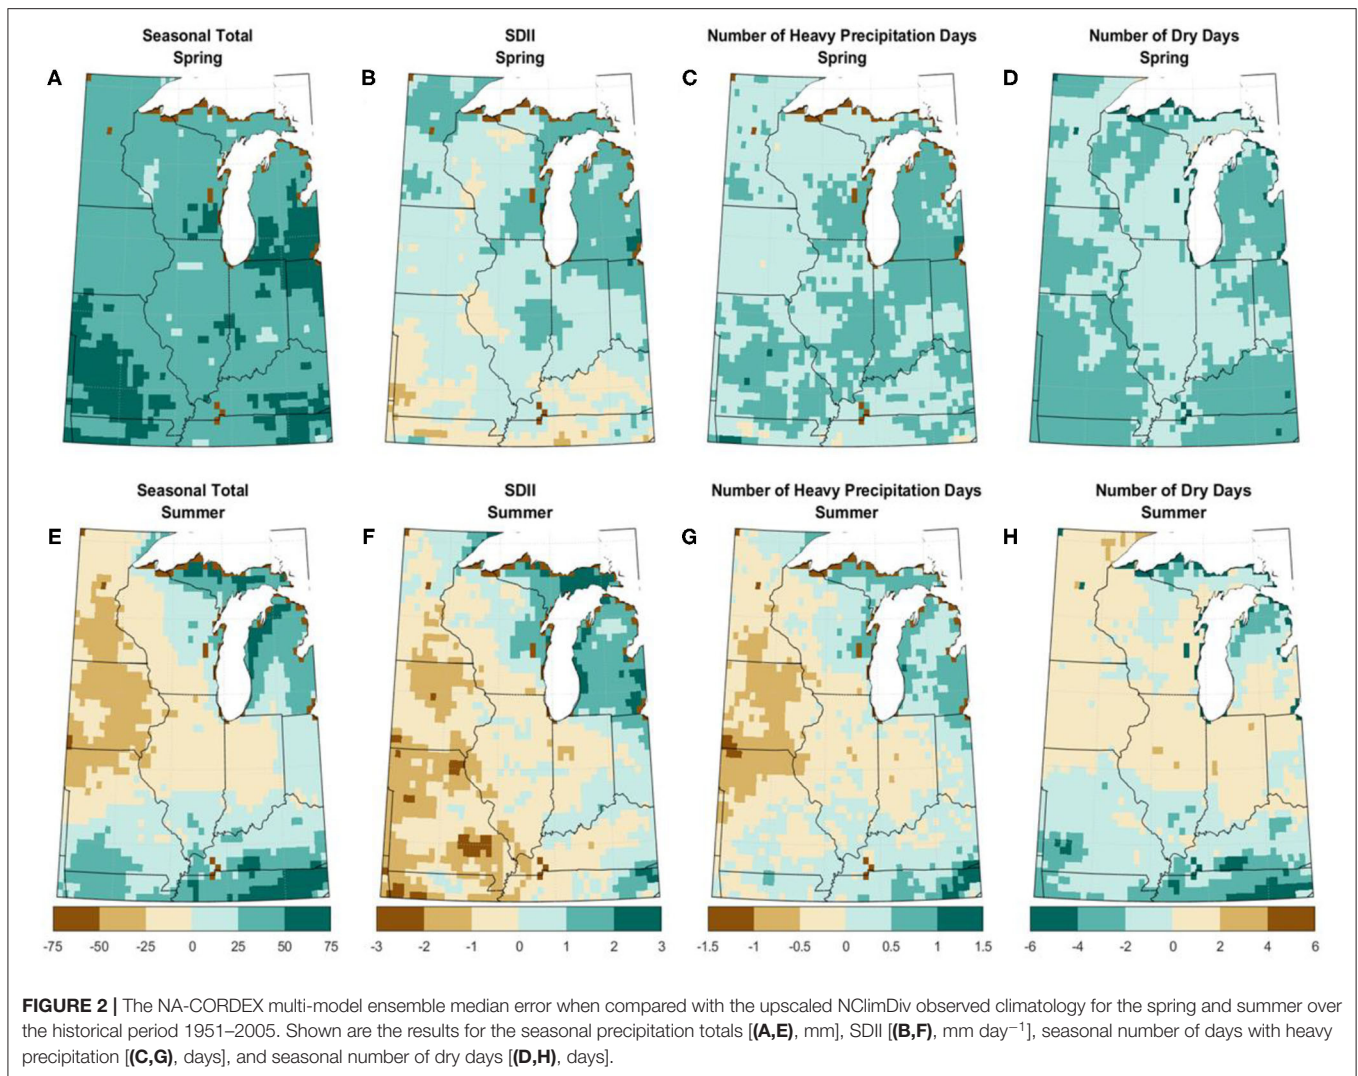 Seasonal Total
Spring
SDII
Spring
Number of Heavy Precipitation Days
Spring
Number of Dry Days
Spring
A
B
C
D
Seasonal Total
Summer
SDII
Summer
Number of Heavy Precipitation Days
Summer
Number of Dry Days
Summer
E
F
G
H
-75 -50 -25 0 25 50 75
-3 -2 -1 0 1 2 3
-1.5 -1 -0.5 0 0.5 1 1.5
-6 -4 -2 0 2 4 6
FIGURE 2 | The NA-CORDEX multi-model ensemble median error when compared with the upscaled NClimDiv observed climatology for the spring and summer over
the historical period 1951–2005. Shown are the results for the seasonal precipitation totals [(A,E), mm], SDII [(B,F), mm day⁻¹], seasonal number of days with heavy
precipitation [(C,G), days], and seasonal number of dry days [(D,H), days].